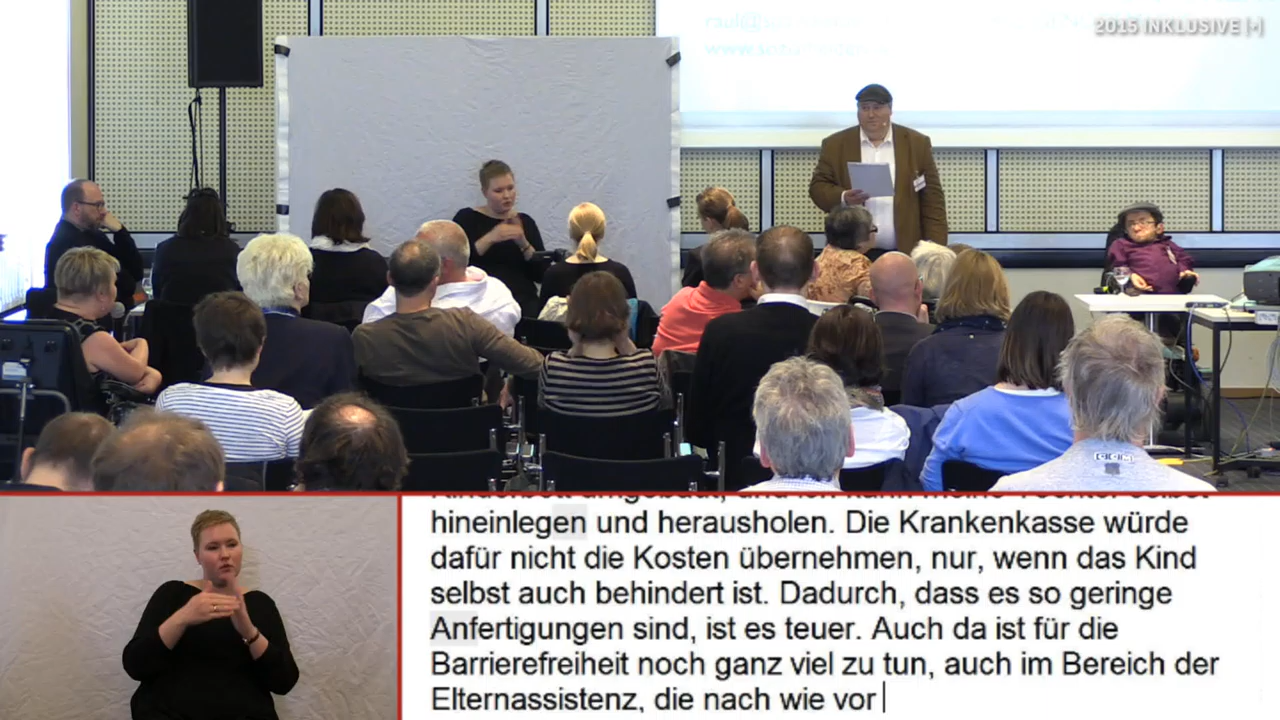 2015 INKLUSIVE [•]
hineinlegen und herausholen. Die Krankenkasse würde
dafür nicht die Kosten übernehmen, nur, wenn das Kind
selbst auch behindert ist. Dadurch, dass es so geringe
Anfertigungen sind, ist es teuer. Auch da ist für die
Barrierefreiheit noch ganz viel zu tun, auch im Bereich der
Elternassistenz, die nach wie vor